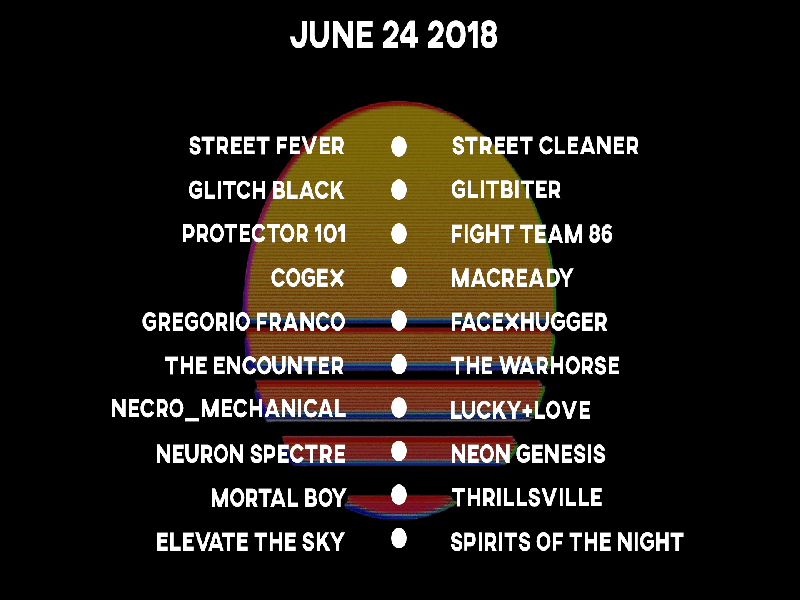 JUNE 24 2018
STREET FEVER ● STREET CLEANER
GLITCH BLACK ● GLITBITER
PROTECTOR 101 ● FIGHT TEAM 86
COGEX ● MACREADY
GREGORIO FRANCO ● FACEXHUGGER
THE ENCOUNTER ● THE WARHORSE
NECRO_MECHANICAL ● LUCKY+LOVE
NEURON SPECTRE ● NEON GENESIS
MORTAL BOY ● THRILLSVILLE
ELEVATE THE SKY ● SPIRITS OF THE NIGHT